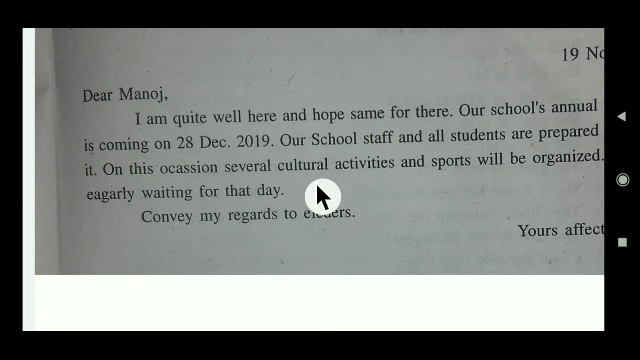 19 No
Dear Manoj,
I am quite well here and hope same for there. Our school's annual
is coming on 28 Dec. 2019. Our School staff and all students are prepared
it. On this ocassion several cultural activities and sports will be organized.
eagarly waiting for that day.
Convey my regards to elders.
Yours affect